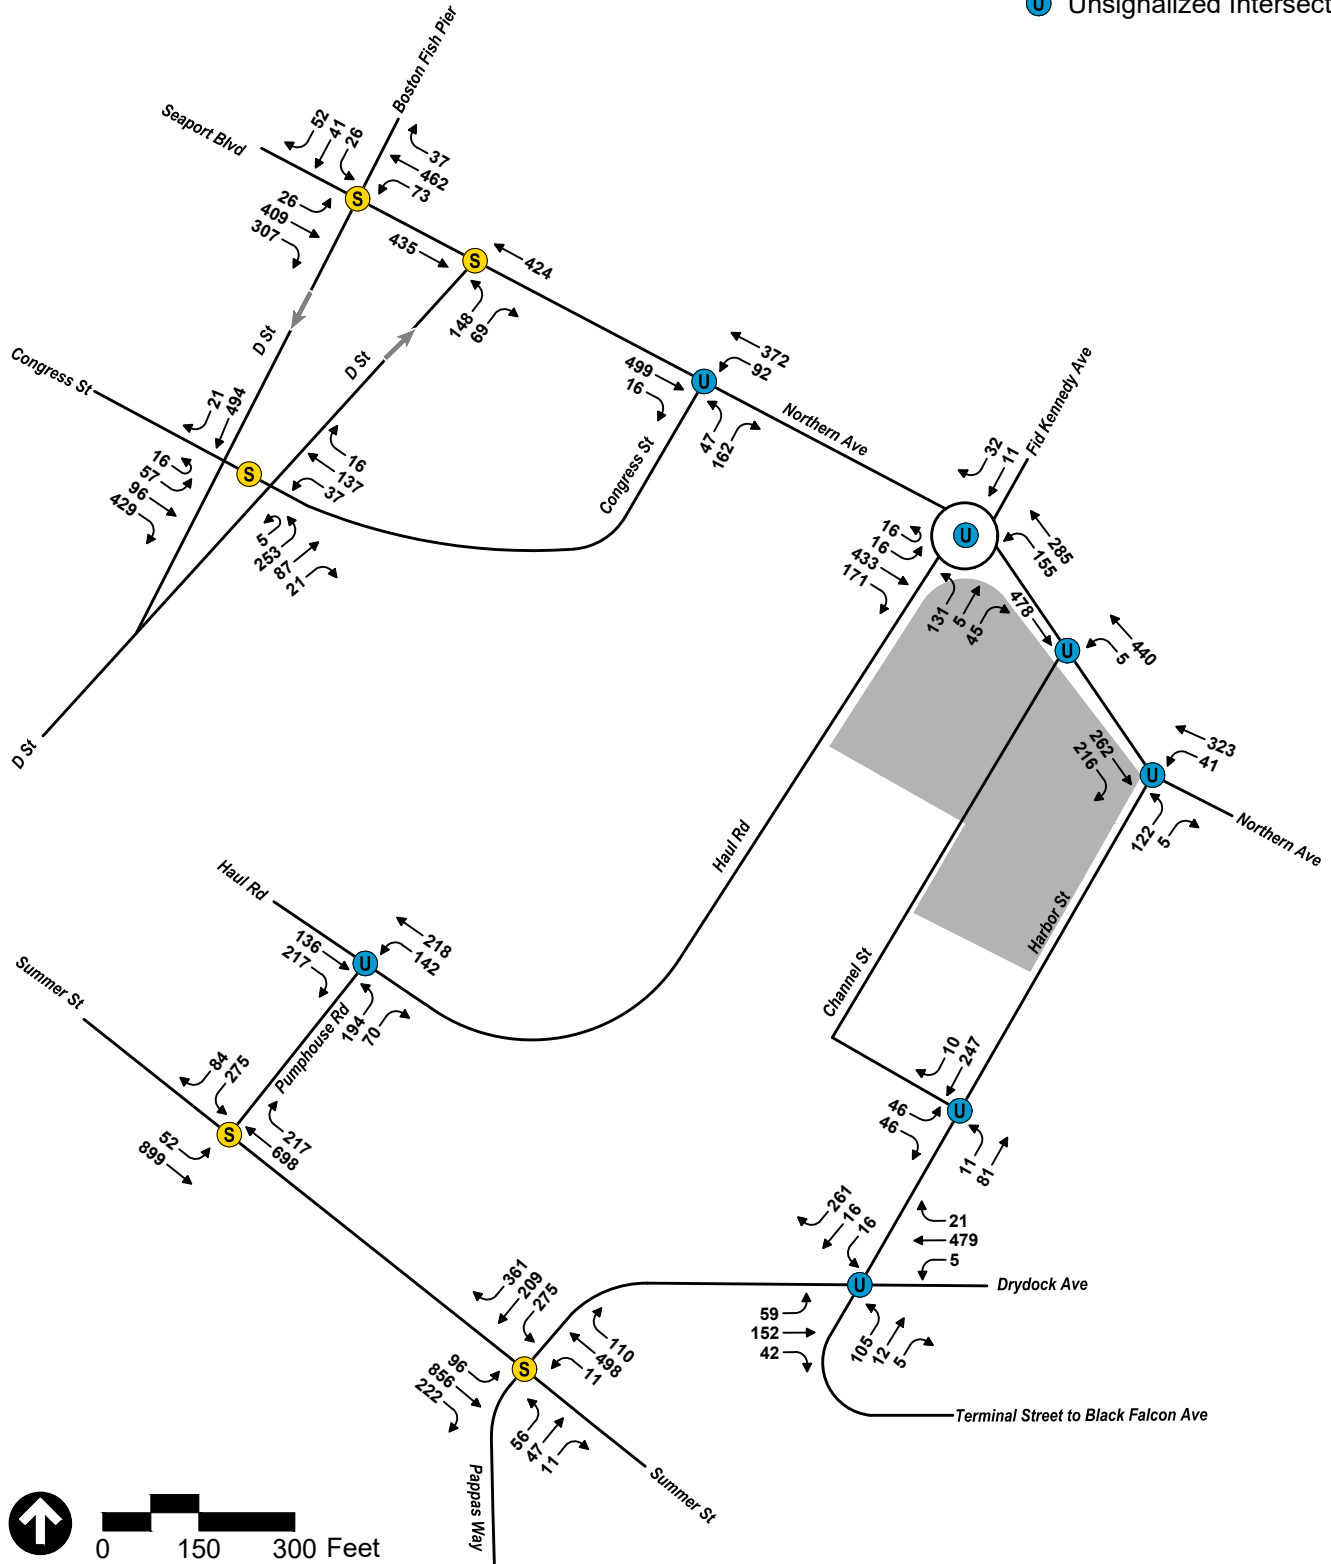 U Unsignalized Intersect
Boston Fish Pier
Seaport Blvd
52
41
26
37
462
73
S
26
409
307
435
S
424
148
69
D St
D St
Congress St
21
494
16
57
96
429
S
16
137
37
5
253
87
21
D St
499
16
U
372
92
47
162
Congress St
Northern Ave
Fid Kennedy Ave
32
11
16
16
433
171
U
285
155
131
5
45
478
U
440
5
262
216
U
323
41
122
5
Northern Ave
Haul Rd
Harbor St
Channel St
Haul Rd
136
217
U
218
142
194
70
Pumphouse Rd
Summer St
84
275
S
52
899
217
698
10
247
46
46
U
11
81
261
16
16
21
479
5
U
Drydock Ave
59
152
42
105
12
5
Terminal Street to Black Falcon Ave
361
209
275
110
498
11
S
96
856
222
56
47
11
Summer St
Pappas Way
0 150 300 Feet